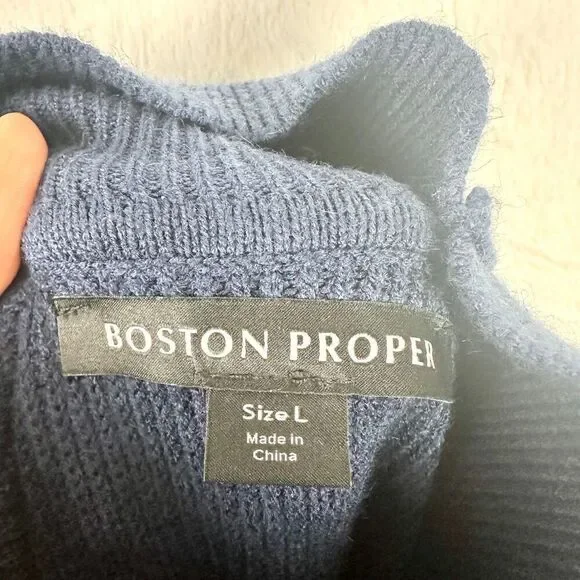 BOSTON PROPER
Size L
Made in
China